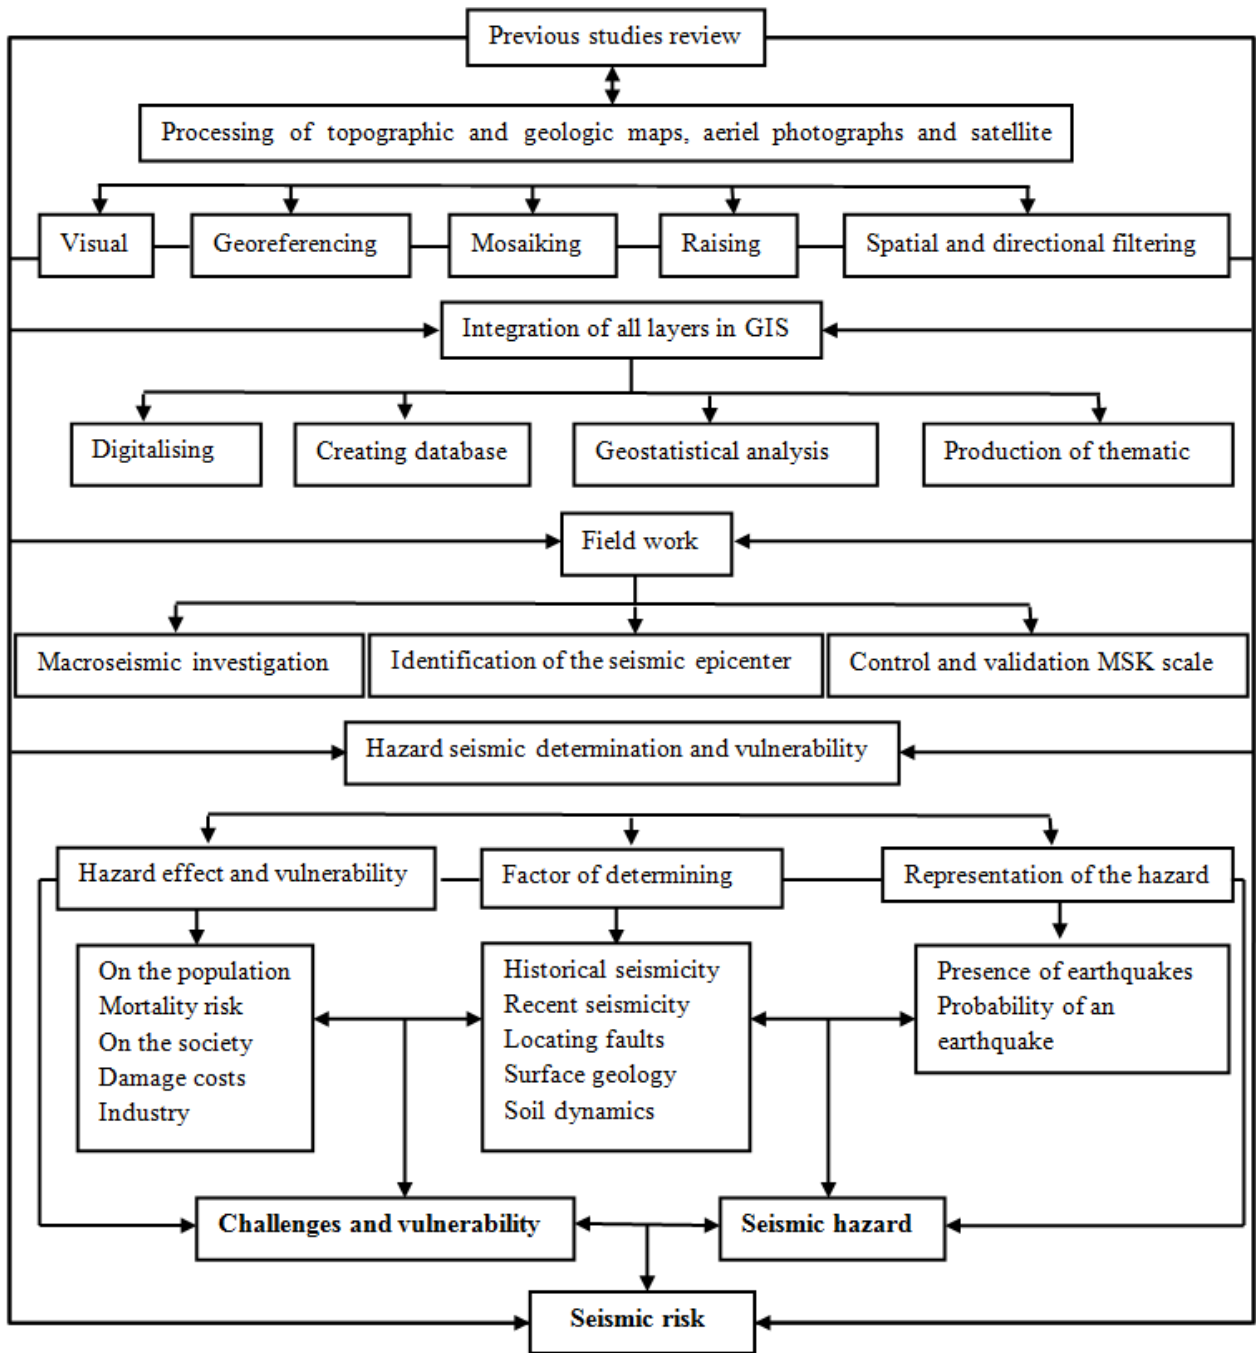 Previous studies review
Processing of topographic and geologic maps, aeriel photographs and satellite
Visual
Georeferencing
Mosaiking
Raising
Spatial and directional filtering
Integration of all layers in GIS
Digitalising
Creating database
Geostatistical analysis
Production of thematic
Field work
Macroseismic investigation
Identification of the seismic epicenter
Control and validation MSK scale
Hazard seismic determination and vulnerability
Hazard effect and vulnerability
Factor of determining
Representation of the hazard
On the population
Mortality risk
On the society
Damage costs
Industry
Historical seismicity
Recent seismicity
Locating faults
Surface geology
Soil dynamics
Presence of earthquakes
Probability of an
earthquake
Challenges and vulnerability
Seismic hazard
Seismic risk